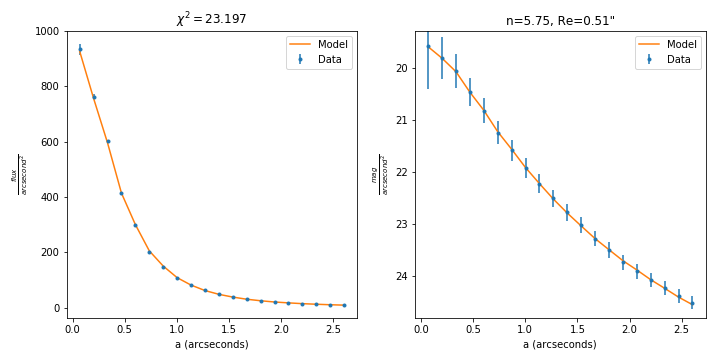 χ² = 23.197
1000
800
600
400
200
0
0.0 0.5 1.0 1.5 2.0 2.5
flux
arcsecond²
a (arcseconds)
Model
Data
n=5.75, Re=0.51"
20
21
22
23
24
0.0 0.5 1.0 1.5 2.0 2.5
mag
arcsecond²
a (arcseconds)
Model
Data